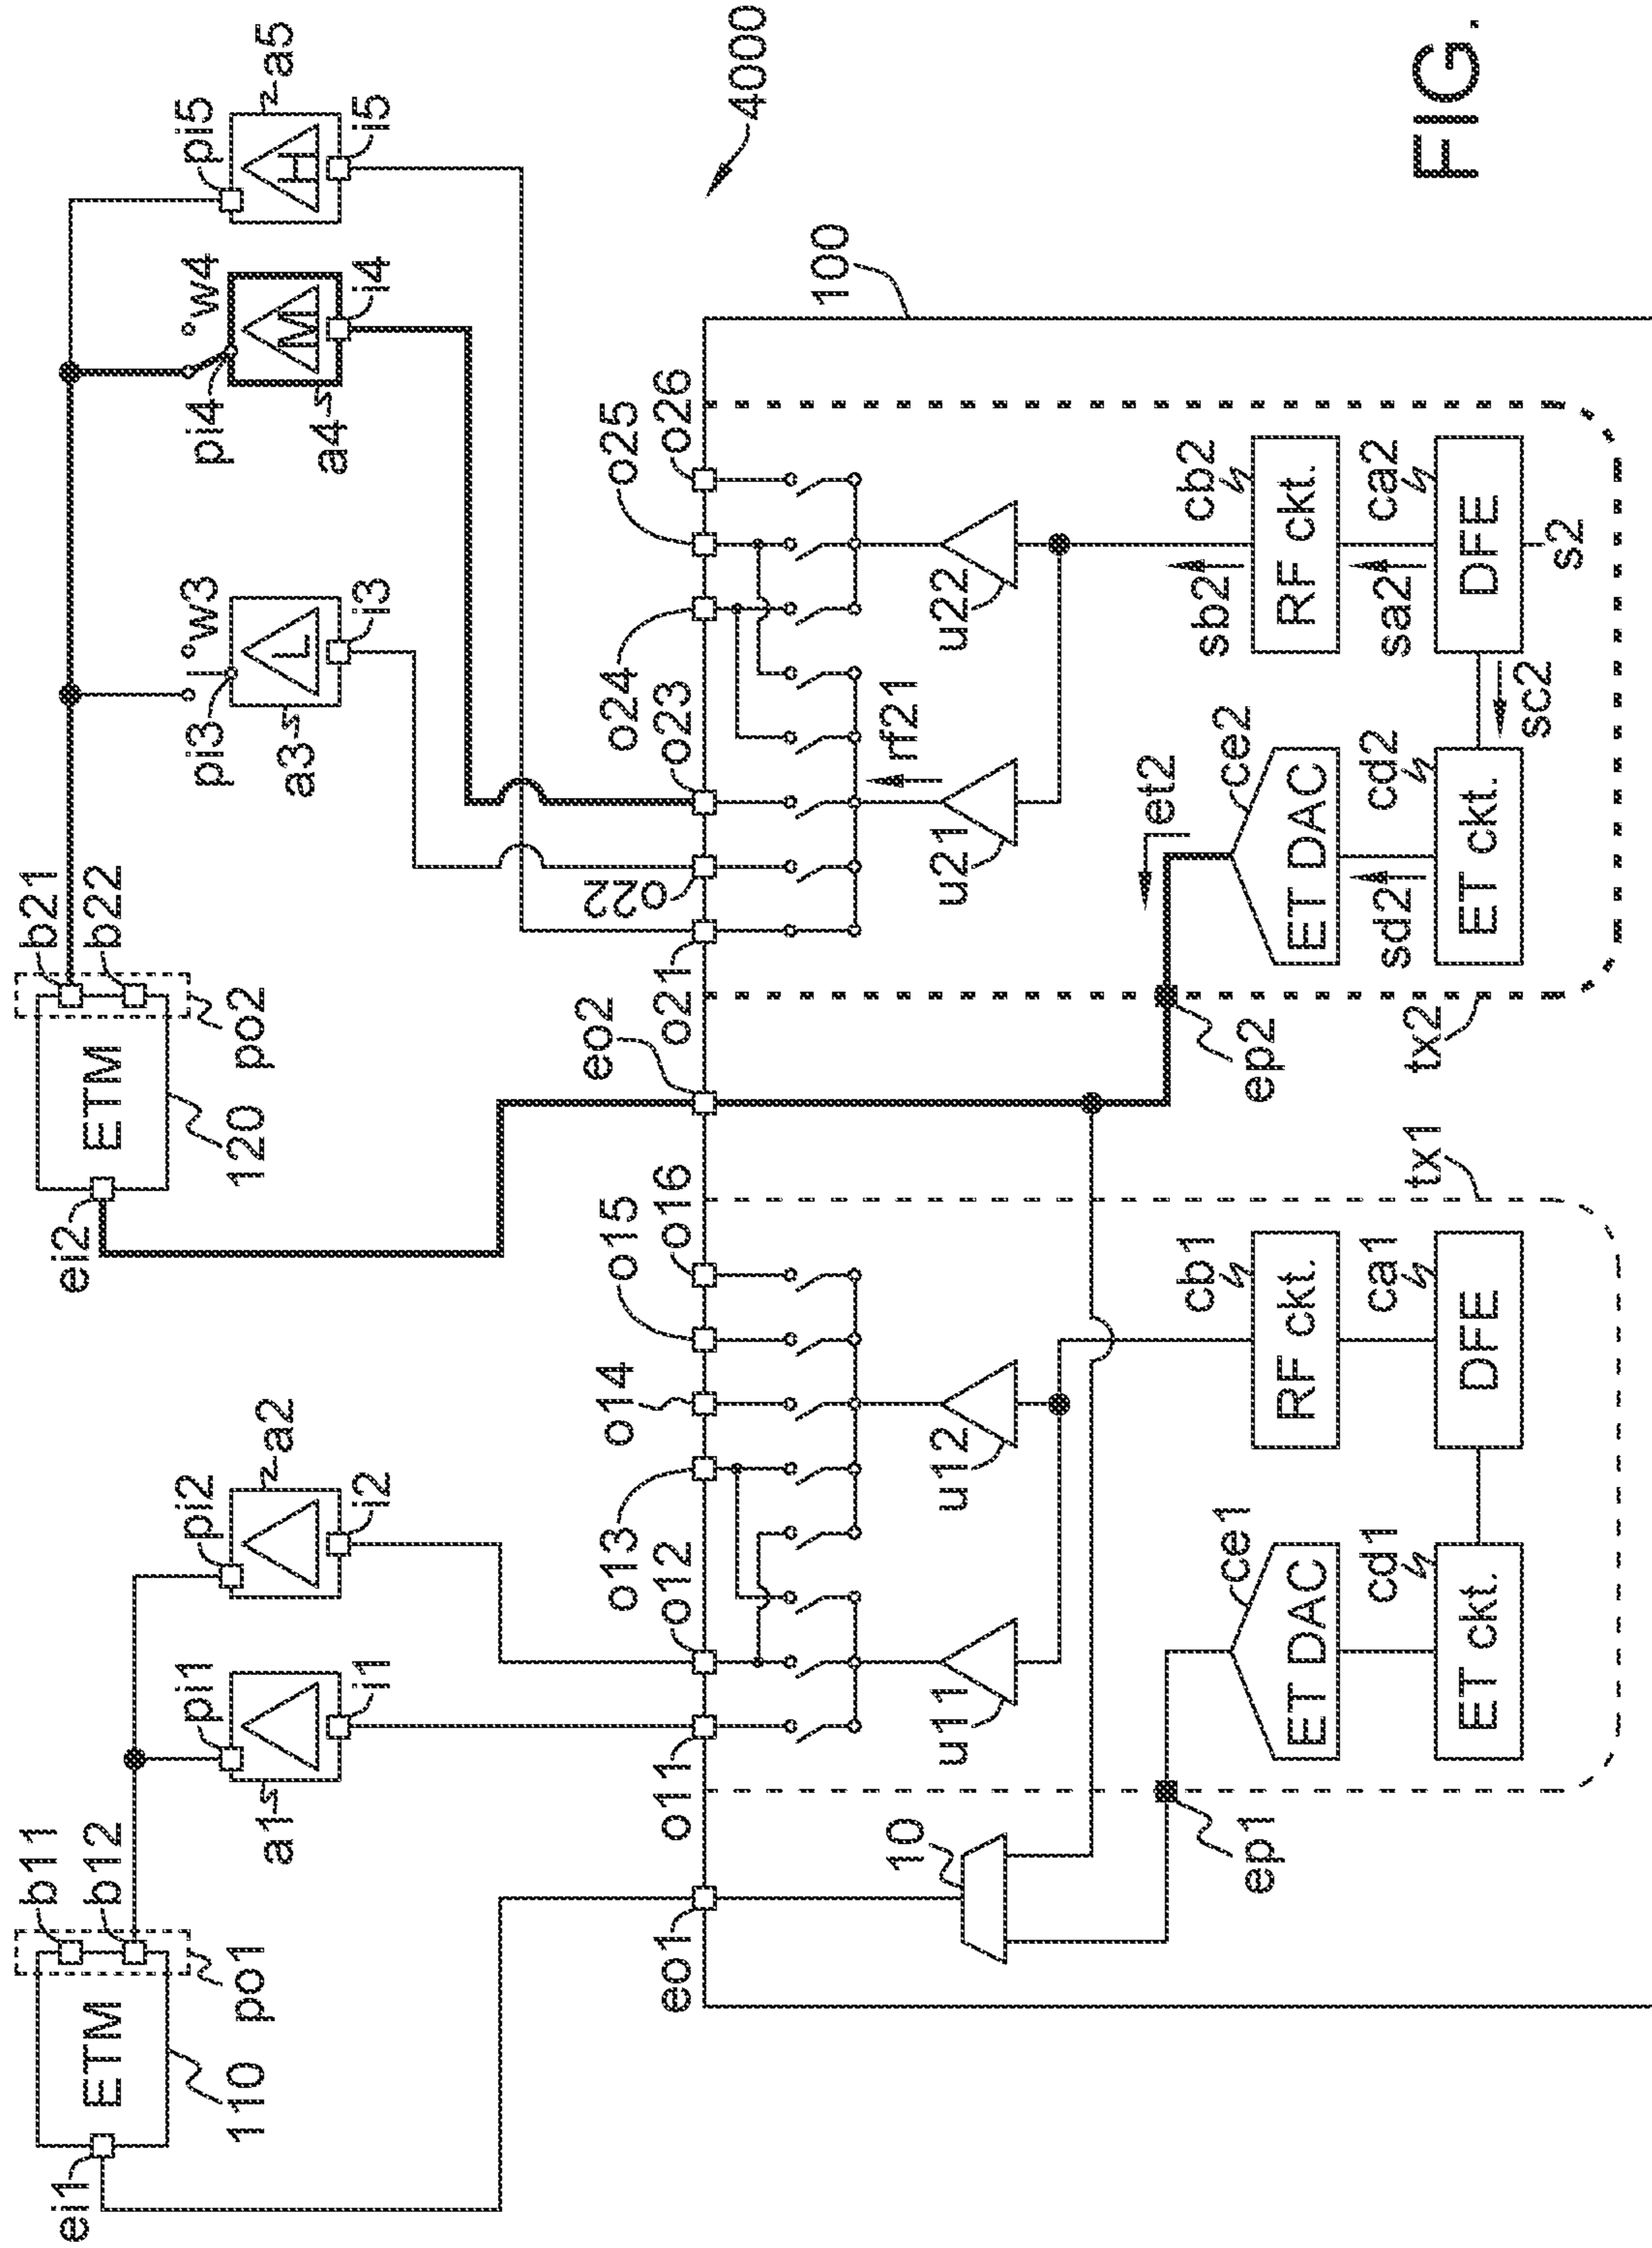 ei1
ETM
110
b11
b12
po1
ei2
ETM
120
b21
b22
po2
pi1
a1
i1
pi2
a2
i2
pi3
w3
L
a3
i3
pi4
w4
M
a4
i4
pi5
H
a5
i5
4000
100
eo1
o11
o12
o13
o14
o15
o16
eo2
o21
o22
o23
o24
o25
o26
10
u11
u12
u21
rf21
u22
ep1
ET DAC
ce1
RF ckt.
cb1
ET ckt.
cd1
DFE
ca1
tx1
ep2
et2
ET DAC
ce2
sb2
RF ckt.
cb2
sd2
ET ckt.
cd2
sc2
sa2
DFE
ca2
s2
tx2
FIG.